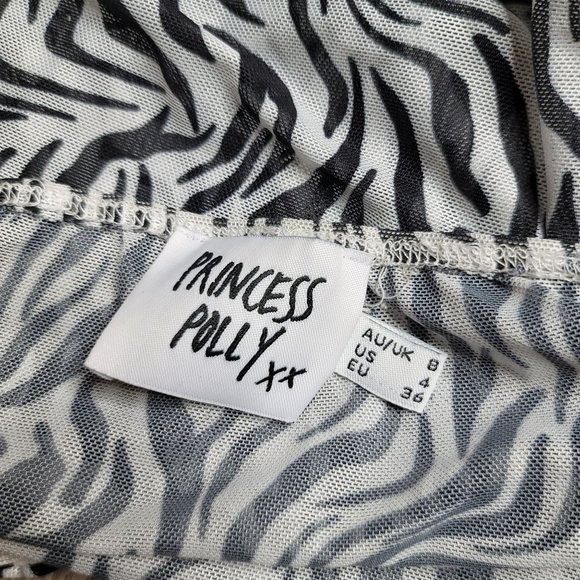 PRINCESS
POLLY xx
AU/UK 8
US 4
EU 36